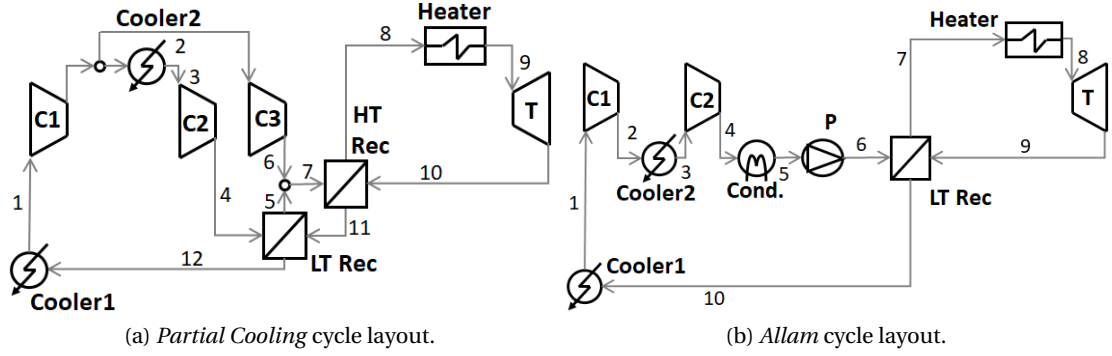 Cooler2
2
3
C1
C2
C3
8
Heater
9
T
HT
Rec
6
7
10
1
4
5
11
LT Rec
12
Cooler1
(a) Partial Cooling cycle layout.
Heater
7
8
T
C1
C2
P
2
4
6
9
3
5
Cooler2
Cond.
LT Rec
1
Cooler1
10
(b) Allam cycle layout.